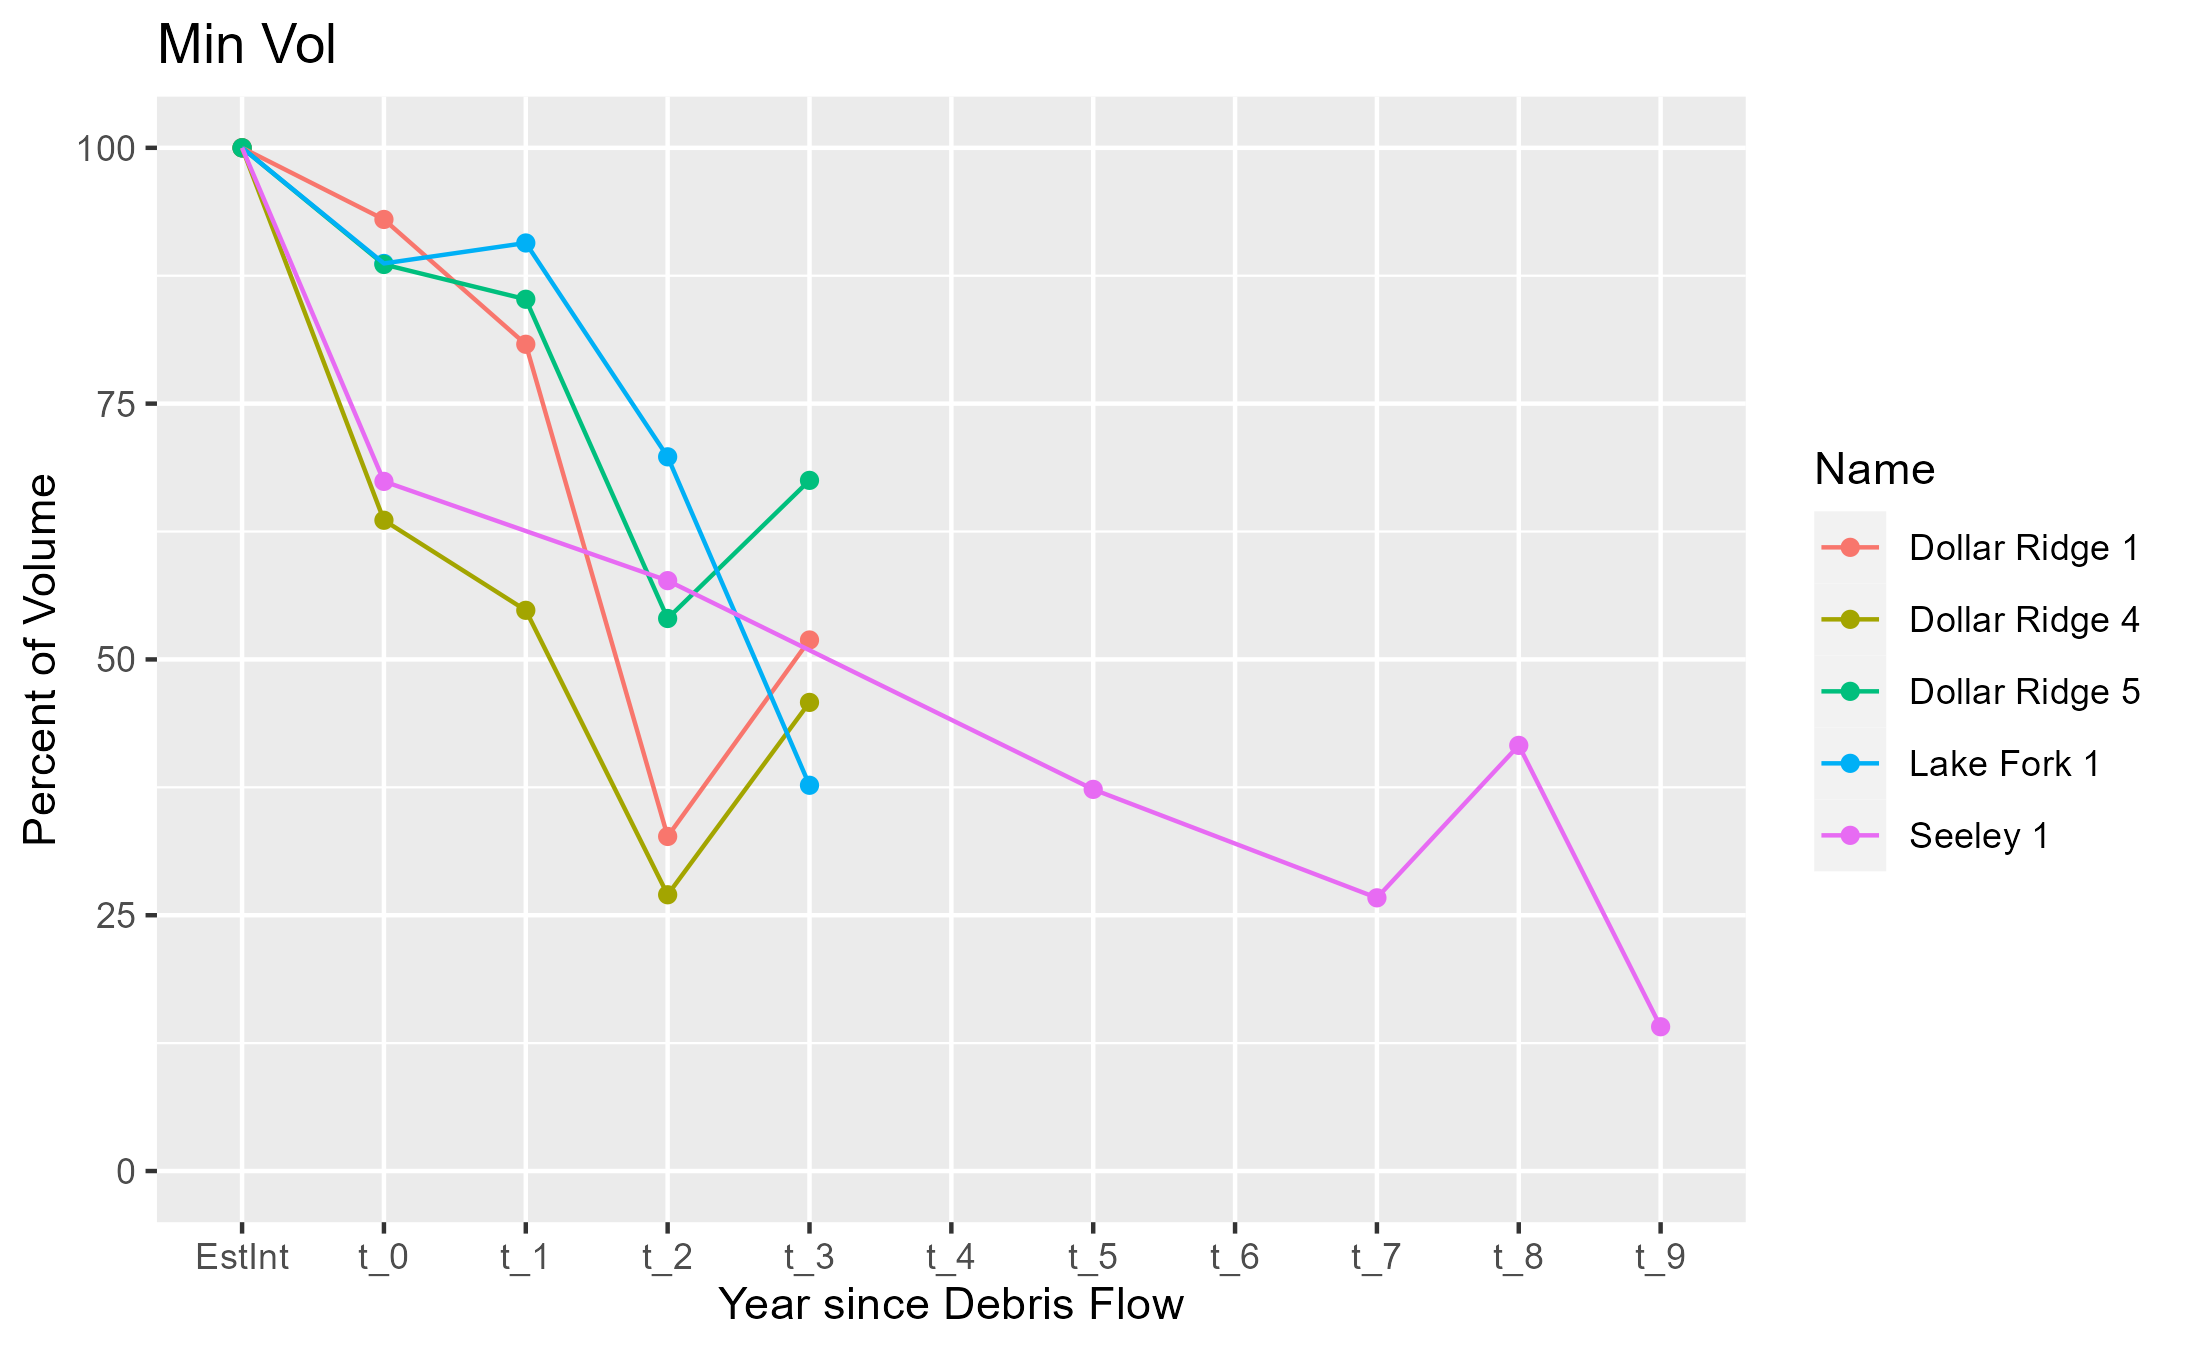 Min Vol
Percent of Volume
100
75
50
25
0
EstInt t_0 t_1 t_2 t_3 t_4 t_5 t_6 t_7 t_8 t_9
Year since Debris Flow
Name
Dollar Ridge 1
Dollar Ridge 4
Dollar Ridge 5
Lake Fork 1
Seeley 1